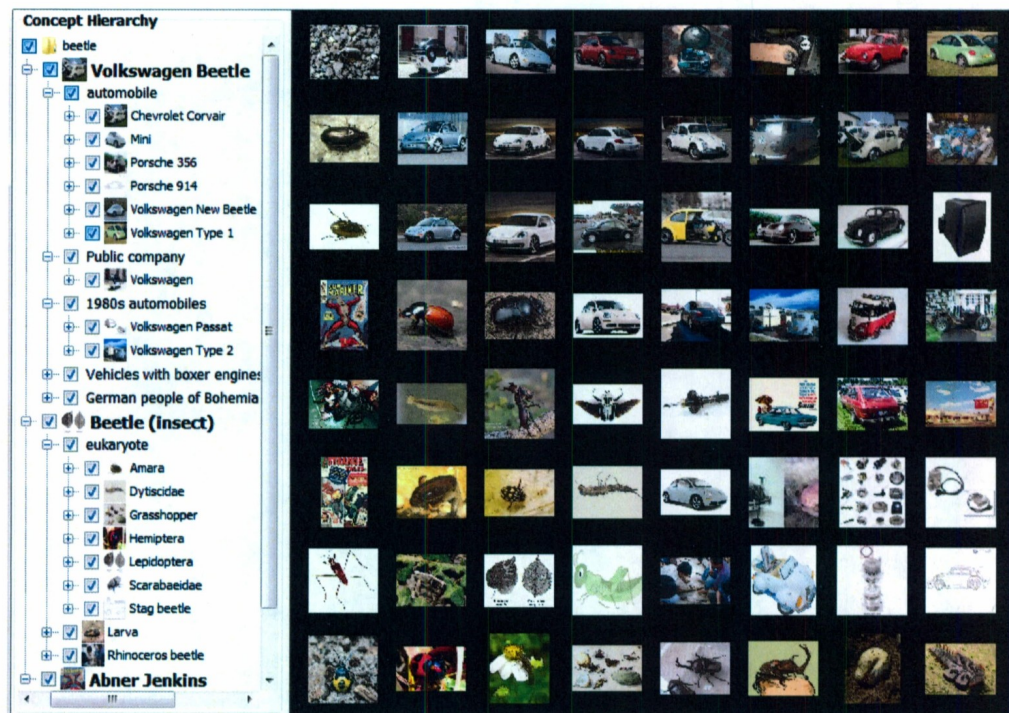 Concept Hierarchy
beetle
Volkswagen Beetle
automobile
Chevrolet Corvair
Mini
Porsche 356
Porsche 914
Volkswagen New Beetle
Volkswagen Type 1
Public company
Volkswagen
1980s automobiles
Volkswagen Passat
Volkswagen Type 2
Vehicles with boxer engines
German people of Bohemia
Beetle (insect)
eukaryote
Amara
Dytiscidae
Grasshopper
Hemiptera
Lepidoptera
Scarabaeidae
Stag beetle
Larva
Rhinoceros beetle
Abner Jenkins